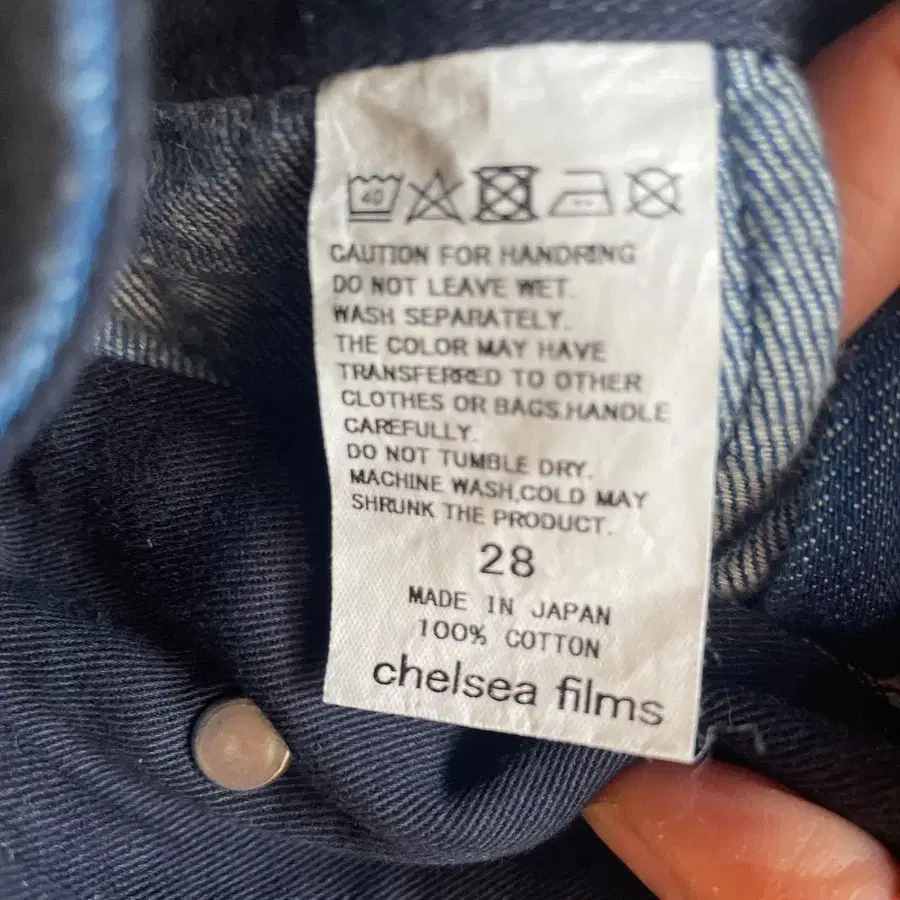 40
CAUTION FOR HANDRING
DO NOT LEAVE WET.
WASH SEPARATELY.
THE COLOR MAY HAVE
TRANSFERRED TO OTHER
CLOTHES OR BAGS.HANDLE
CAREFULLY.
DO NOT TUMBLE DRY.
MACHINE WASH,COLD MAY
SHRUNK THE PRODUCT.
28
MADE IN JAPAN
100% COTTON
chelsea films